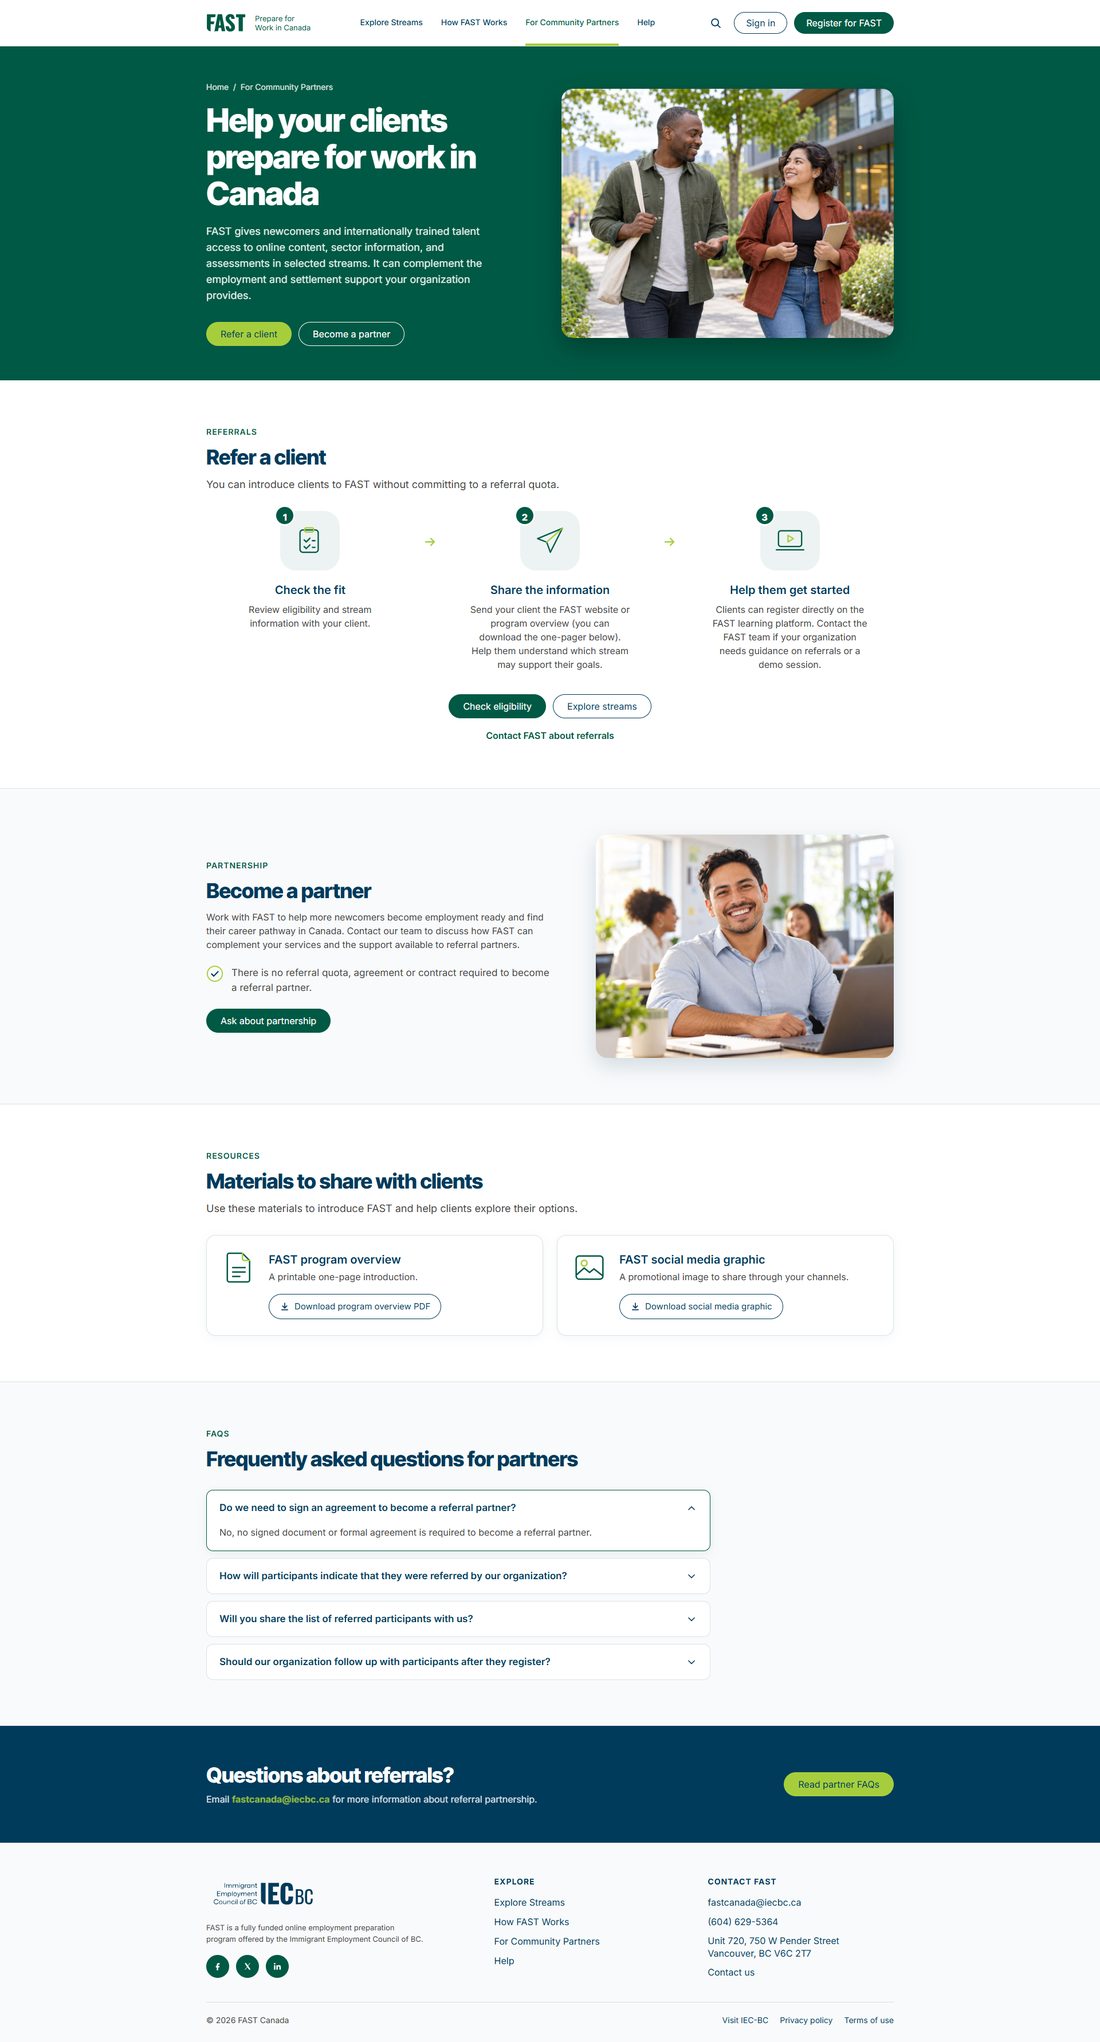 FAST
Prepare for
Work in Canada
Explore Streams
How FAST Works
For Community Partners
Help
Sign in
Register for FAST
Home / For Community Partners
Help your clients
prepare for work in
Canada
FAST gives newcomers and internationally trained talent
access to online content, sector information, and
assessments in selected streams. It can complement the
employment and settlement support your organization
provides.
Refer a client
Become a partner
REFERRALS
Refer a client
You can introduce clients to FAST without committing to a referral quota.
1
Check the fit
Review eligibility and stream
information with your client.
2
Share the information
Send your client the FAST website or
program overview (you can
download the one-pager below).
Help them understand which stream
may support their goals.
3
Help them get started
Clients can register directly on the
FAST learning platform. Contact the
FAST team if your organization
needs guidance on referrals or a
demo session.
Check eligibility
Explore streams
Contact FAST about referrals
PARTNERSHIP
Become a partner
Work with FAST to help more newcomers become employment ready and find
their career pathway in Canada. Contact our team to discuss how FAST can
complement your services and the support available to referral partners.
There is no referral quota, agreement or contract required to become
a referral partner.
Ask about partnership
RESOURCES
Materials to share with clients
Use these materials to introduce FAST and help clients explore their options.
FAST program overview
A printable one-page introduction.
Download program overview PDF
FAST social media graphic
A promotional image to share through your channels.
Download social media graphic
FAQS
Frequently asked questions for partners
Do we need to sign an agreement to become a referral partner?
No, no signed document or formal agreement is required to become a referral partner.
How will participants indicate that they were referred by our organization?
Will you share the list of referred participants with us?
Should our organization follow up with participants after they register?
Questions about referrals?
Email fastcanada@iecbc.ca for more information about referral partnership.
Read partner FAQs
Immigrant
Employment
Council of BC
IECBC
FAST is a fully funded online employment preparation
program offered by the Immigrant Employment Council of BC.
f
X
in
EXPLORE
Explore Streams
How FAST Works
For Community Partners
Help
CONTACT FAST
fastcanada@iecbc.ca
(604) 629-5364
Unit 720, 750 W Pender Street
Vancouver, BC V6C 2T7
Contact us
© 2026 FAST Canada
Visit IEC-BC
Privacy policy
Terms of use